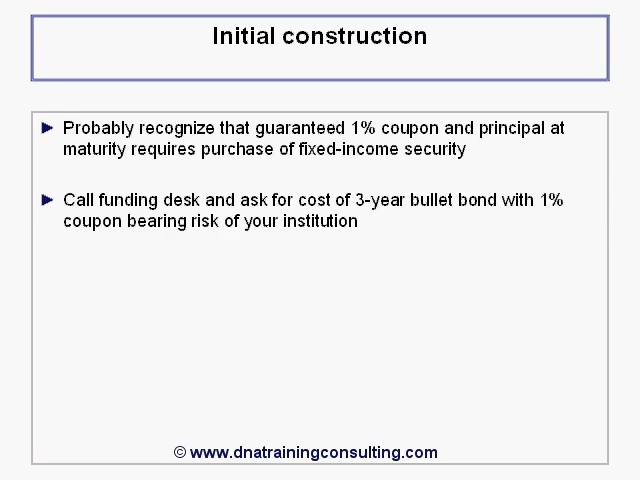 Initial construction
► Probably recognize that guaranteed 1% coupon and principal at
maturity requires purchase of fixed-income security
► Call funding desk and ask for cost of 3-year bullet bond with 1%
coupon bearing risk of your institution
© www.dnatrainingconsulting.com